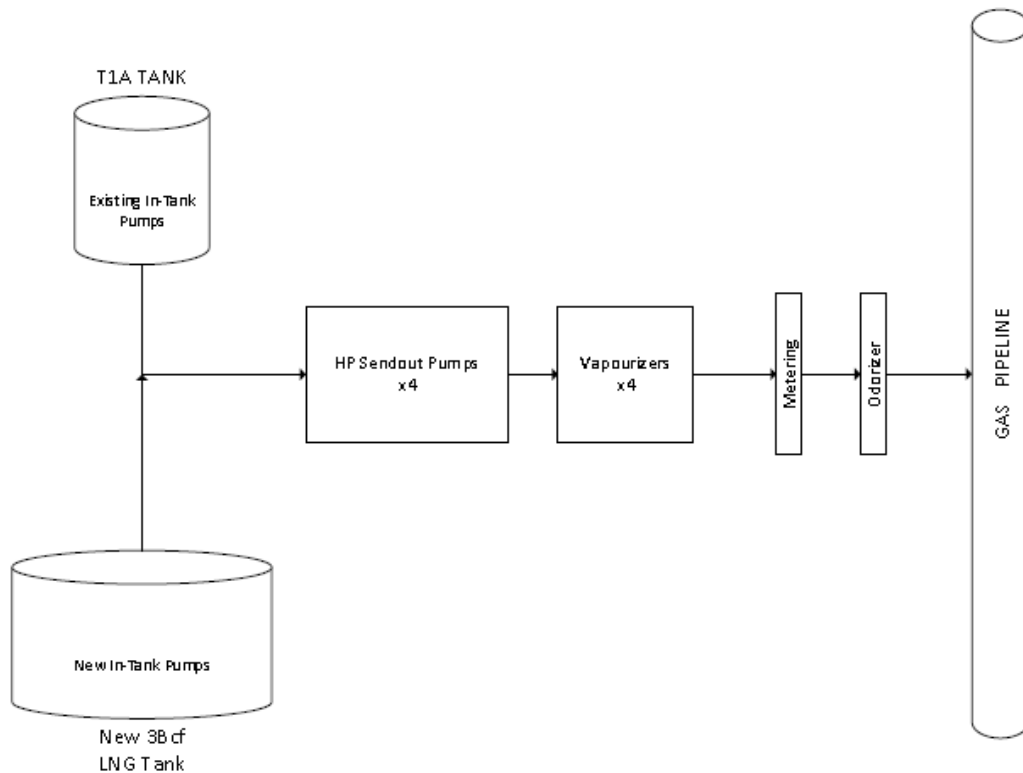 T1A TANK
Existing In-Tank
Pumps
HP Sendout Pumps
x4
Vapourizers
x4
Metering
Odorizer
GAS PIPELINE
New In-Tank Pumps
New 3Bcf
LNG Tank